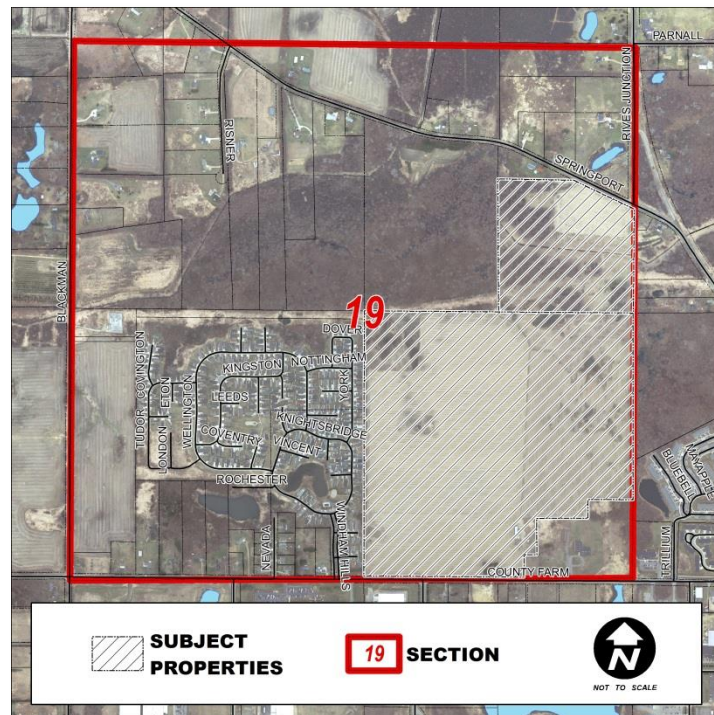 PARNALL
RIVES JUNCTION
RISNER
SPRINGPORT
BLACKMAN
19
DOVER
NOTTINGHAM
KINGSTON
YORK
TUDOR
COVINGTON
ETON
LONDON
WELLINGTON
LEEDS
KNIGHTSBRIDGE
COVENTRY
VINCENT
ROCHESTER
NEVADA
WINDHAM HILLS
MAYAPPLE
BLUEBELL
TRILLIUM
COUNTY FARM
SUBJECT
PROPERTIES
19 SECTION
N
NOT TO SCALE